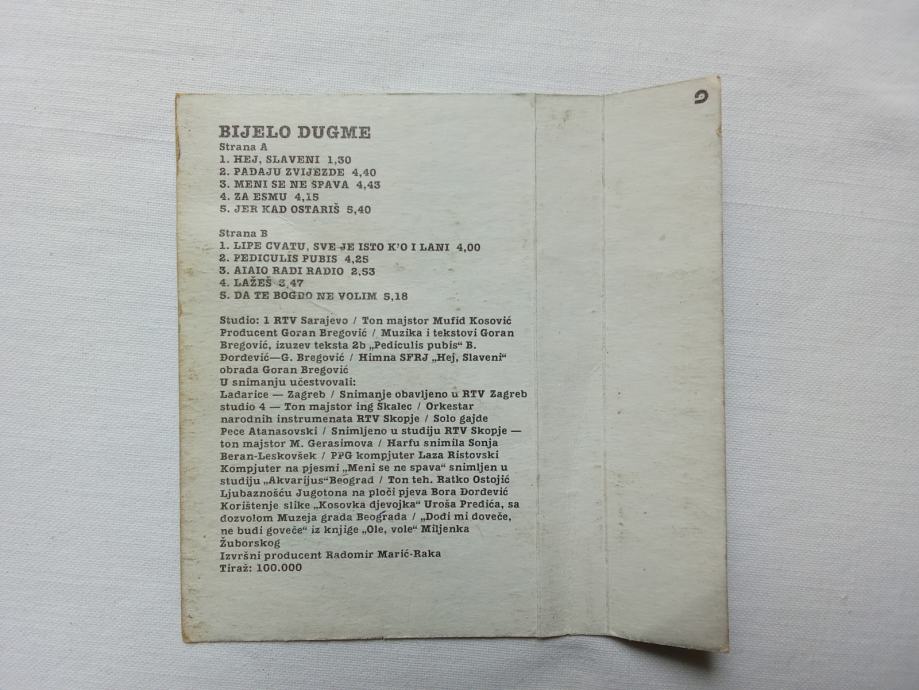 BIJELO DUGME
Strana A
1. HEJ, SLAVENI 1,30
2. PADAJU ZVIJEZDE 4,40
3. MENI SE NE SPAVA 4,43
4. ZA ESMU 4,15
5. JER KAD OSTARIŠ 5,40
Strana B
1. LIPE CVATU, SVE JE ISTO K'O I LANI 4,00
2. PEDICULIS PUBIS 4,25
3. AIAIO RADI RADIO 2,53
4. LAŽEŠ 3,47
5. DA TE BOGDO NE VOLIM 5,18
Studio: 1 RTV Sarajevo / Ton majstor Mufid Kosović
Producent Goran Bregović / Muzika i tekstovi Goran
Bregović, izuzev teksta 2b „Pediculis pubis“ B.
Đorđević—G. Bregović / Himna SFRJ „Hej, Slaveni“
obrada Goran Bregović
U snimanju učestvovali:
Ladarice — Zagreb / Snimanje obavljeno u RTV Zagreb
studio 4 — Ton majstor ing Škalec / Orkestar
narodnih instrumenata RTV Skopje / Solo gajde
Pece Atanasovski / Snimljeno u studiju RTV Skopje —
ton majstor M. Gerasimova / Harfu snimila Sonja
Beran-Leskovšek / PPG kompjuter Laza Ristovski
Kompjuter na pjesmi „Meni se ne spava“ snimljen u
studiju „Akvarijus“Beograd / Ton teh. Ratko Ostojić
Ljubaznošću Jugotona na ploči pjeva Bora Đorđević
Korištenje slike „Kosovka djevojka“ Uroša Predića, sa
dozvolom Muzeja grada Beograda / „Dođi mi doveče,
ne budi goveče“ iz knjige „Ole, vole“ Miljenka
Žuborskog
Izvršni producent Radomir Marić-Raka
Tiraž: 100.000